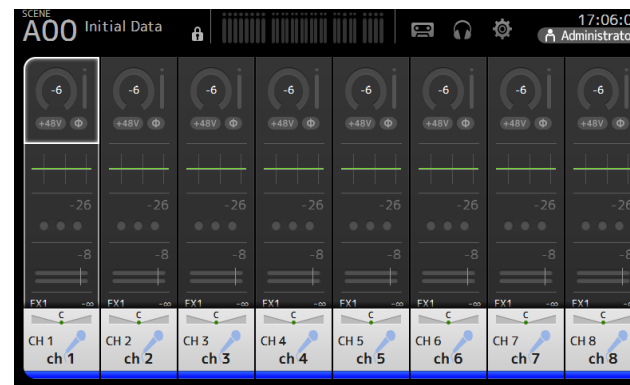 SCENE
A00 Initial Data
17:06:0
Administrato
-6 -6 -6 -6 -6 -6 -6 -6
+48V Φ +48V Φ +48V Φ +48V Φ +48V Φ +48V Φ +48V Φ +48V Φ
-26 -26 -26 -26 -26 -26 -26 -26
-8 -8 -8 -8 -8 -8 -8 -8
FX1 -∞ FX1 -∞ FX1 -∞ FX1 -∞ FX1 -∞ FX1 -∞ FX1 -∞ FX1 -∞
C C C C C C C C
CH 1 CH 2 CH 3 CH 4 CH 5 CH 6 CH 7 CH 8
ch 1 ch 2 ch 3 ch 4 ch 5 ch 6 ch 7 ch 8